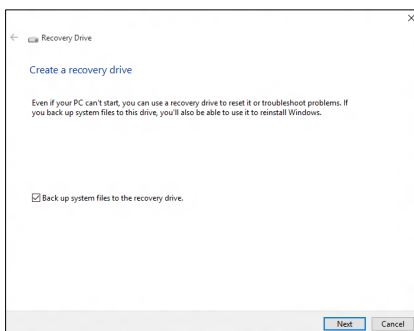 Recovery Drive
Create a recovery drive
Even if your PC can't start, you can use a recovery drive to reset it or troubleshoot problems. If
you back up system files to this drive, you'll also be able to use it to reinstall Windows.
Back up system files to the recovery drive.
Next Cancel